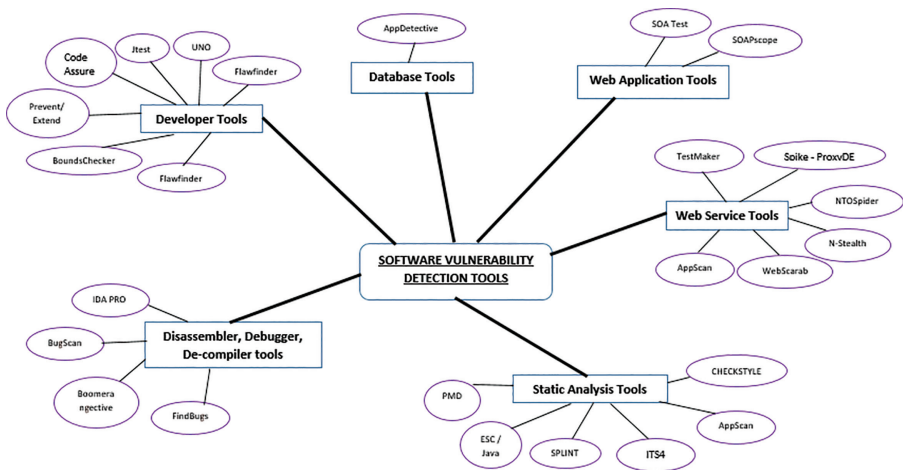 AppDetective
Database Tools
SOA Test
SOAPscope
Web Application Tools
Code
Assure
Jtest
UNO
Flawfinder
Prevent/
Extend
Developer Tools
BoundsChecker
Flawfinder
TestMaker
Soike - ProxvDE
NTOSpider
Web Service Tools
N-Stealth
AppScan
WebScarab
SOFTWARE VULNERABILITY
DETECTION TOOLS
IDA PRO
BugScan
Disassembler, Debugger,
De-compiler tools
Boomera
ngective
FindBugs
CHECKSTYLE
Static Analysis Tools
PMD
AppScan
ESC /
Java
SPLINT
ITS4